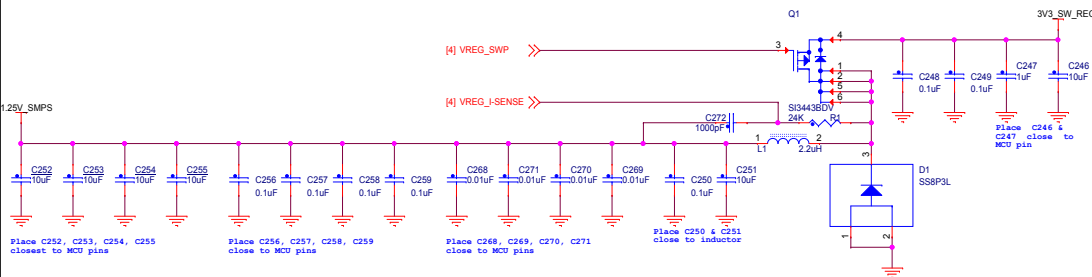 Q1
3V3_SW_REG
[4] VREG_SWP
3
4
1
2
5
6
[4] VREG_I-SENSE
SI3443BDV
C248
0.1uF
C249
0.1uF
C247
1uF
C246
10uF
Place C246 &
C247 close to
MCU pin
1.25V_SMPS
C272
1000pF
24K
R1
1
2
L1
2.2uH
C252
10uF
C253
10uF
C254
10uF
C255
10uF
C256
0.1uF
C257
0.1uF
C258
0.1uF
C259
0.1uF
C268
0.01uF
C271
0.01uF
C270
0.01uF
C269
0.01uF
C250
0.1uF
C251
10uF
3
D1
SS8P3L
1
2
Place C252, C253, C254, C255
closest to MCU pins
Place C256, C257, C258, C259
close to MCU pins
Place C268, C269, C270, C271
close to MCU pins
Place C250 & C251
close to inductor